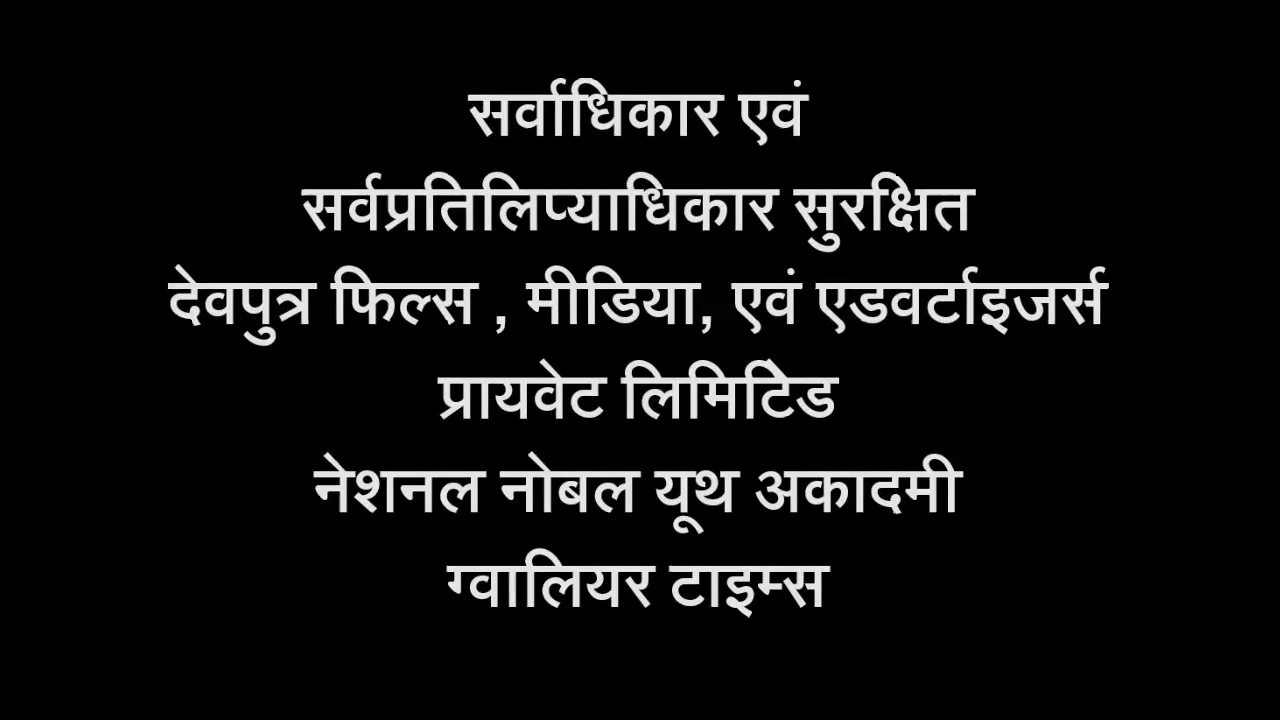 सर्वाधिकार एवं
सर्वप्रतिलिप्याधिकार सुरक्षित
देवपुत्र फिल्स , मीडिया, एवं एडवर्टाइजर्स
प्रायवेट लिमिटिेड
नेशनल नोबल यूथ अकादमी
ग्वालियर टाइम्स